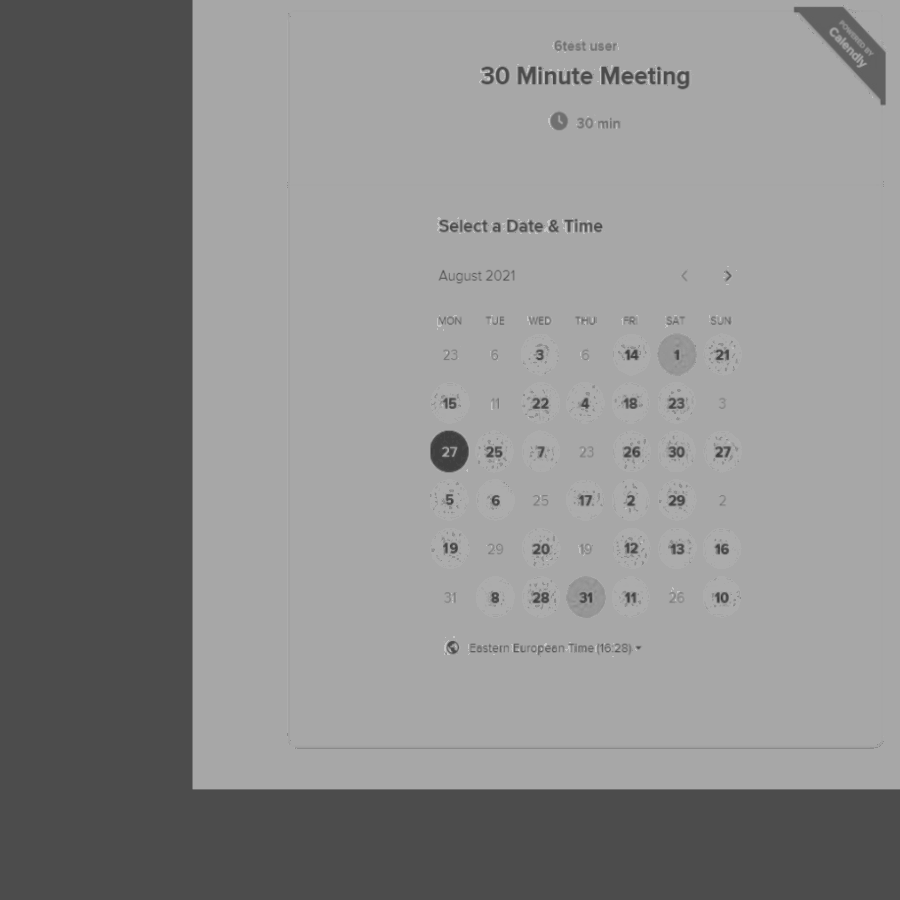 POWERED BY
Calendly
6test user
30 Minute Meeting
30 min
Select a Date & Time
August 2021
MON TUE WED THU FRI SAT SUN
23 6 3 6 14 1 21
15 11 22 4 18 23 3
27 25 7 23 26 30 27
5 6 25 17 2 29 2
19 29 20 19 12 13 16
31 8 28 31 11 26 10
Eastern European Time (16:28)